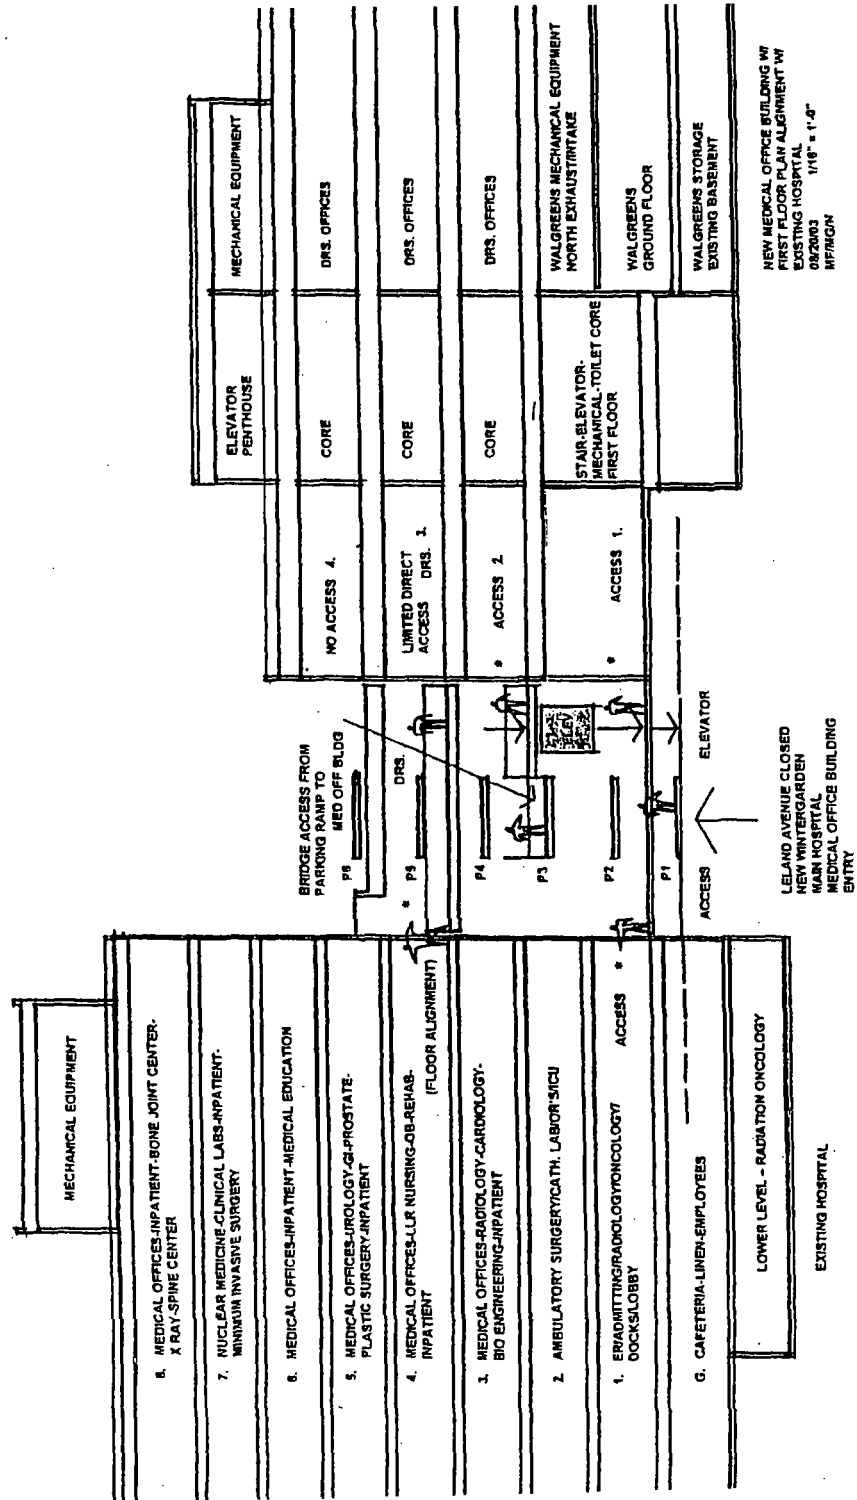 MECHANICAL EQUIPMENT
8. MEDICAL OFFICES-INPATIENT-BONE JOINT CENTER-
X RAY-SPINE CENTER
7. NUCLEAR MEDICINE-CLINICAL LABS-INPATIENT-
MINIMUM INVASIVE SURGERY
6. MEDICAL OFFICES-INPATIENT-MEDICAL EDUCATION
5. MEDICAL OFFICES-UROLOGY-GI-PROSTATE-
PLASTIC SURGERY-INPATIENT
4. MEDICAL OFFICES-LLR NURSING-OB-REHAB-
INPATIENT
(FLOOR ALIGNMENT)
3. MEDICAL OFFICES-RADIOLOGY-CARDIOLOGY-
BIO ENGINEERING-INPATIENT
2. AMBULATORY SURGERY/CATH. LAB/OR'S/ICU
1. ER/ADMITTING/RADIOLOGY/ONCOLOGY/
DOCKS/LOBBY
ACCESS *
G. CAFETERIA-LINEN-EMPLOYEES
LOWER LEVEL - RADIATION ONCOLOGY
EXISTING HOSPITAL
BRIDGE ACCESS FROM
PARKING RAMP TO
MED OFF BLDG
P6
DRS.
P5 *
P4
P3
P2
P1
ELEV
ACCESS
ELEVATOR
LELAND AVENUE CLOSED
NEW WINTERGARDEN
MAIN HOSPITAL
MEDICAL OFFICE BUILDING
ENTRY
NO ACCESS 4.
LIMITED DIRECT
ACCESS DRS. 3.
* ACCESS 2
* ACCESS 1.
ELEVATOR
PENTHOUSE
CORE
CORE
CORE
STAIR-ELEVATOR-
MECHANICAL-TOILET CORE
FIRST FLOOR
MECHANICAL EQUIPMENT
DRS. OFFICES
DRS. OFFICES
DRS. OFFICES
WALGREENS MECHANICAL EQUIPMENT
NORTH EXHAUST/INTAKE
WALGREENS
GROUND FLOOR
WALGREENS STORAGE
EXISTING BASEMENT
NEW MEDICAL OFFICE BUILDING W/
FIRST FLOOR PLAN ALIGNMENT W/
EXISTING HOSPITAL
08/20/03 1/16" = 1'-0"
MF/MG/N